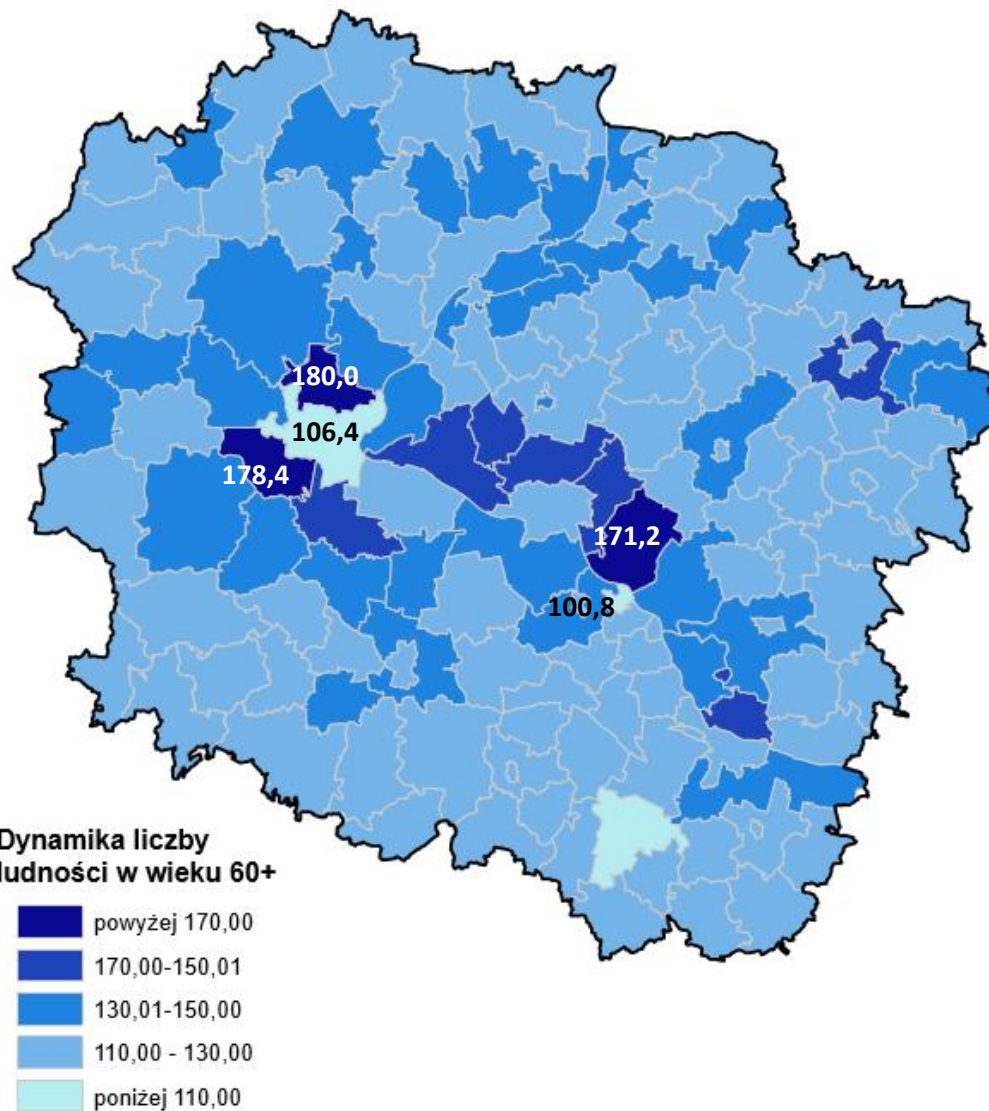 180,0
106,4
178,4
171,2
100,8
Dynamika liczby
ludności w wieku 60+
powyżej 170,00
170,00-150,01
130,01-150,00
110,00 - 130,00
poniżej 110,00